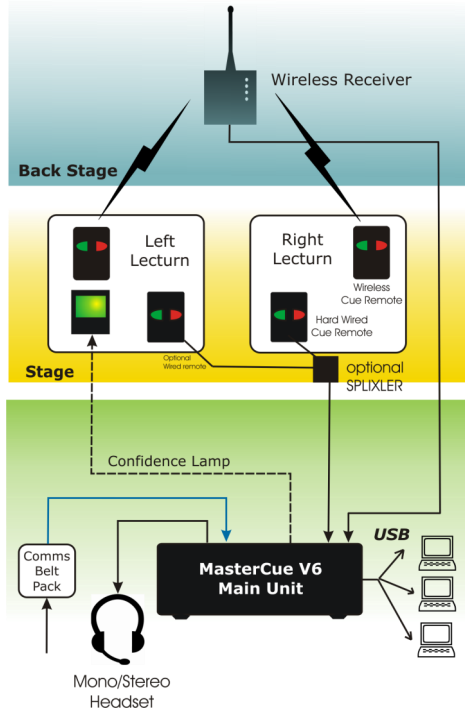 Wireless Receiver
Back Stage
Left
Lecturn
Right
Lecturn
Wireless
Cue Remote
Hard Wired
Cue Remote
Optional
Wired remote
Stage
optional
SPLIXLER
Confidence Lamp
USB
Comms
Belt
Pack
MasterCue V6
Main Unit
Mono/Stereo
Headset